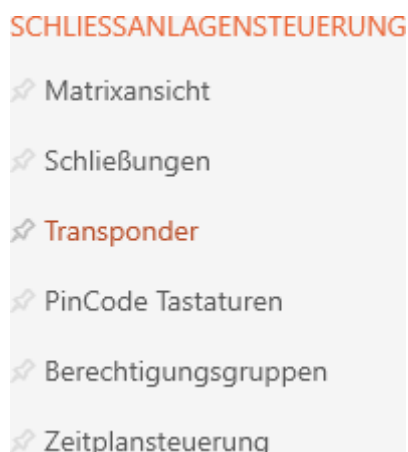 SCHLIESSANLAGENSTEUERUNG
Matrixansicht
Schließungen
Transponder
PinCode Tastaturen
Berechtigungsgruppen
Zeitplansteuerung